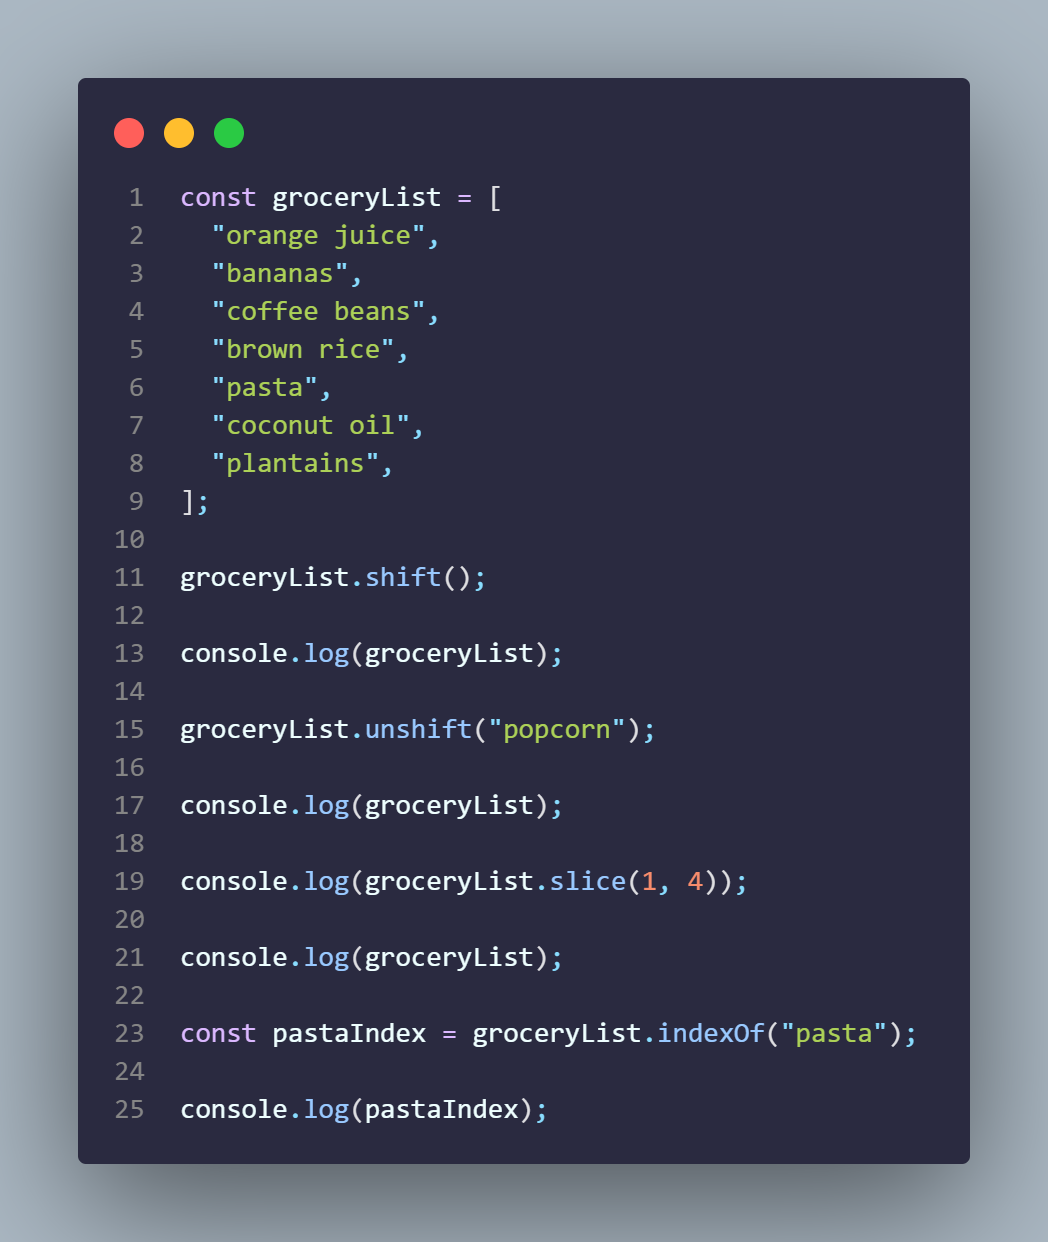 1 const groceryList = [
2   "orange juice",
3   "bananas",
4   "coffee beans",
5   "brown rice",
6   "pasta",
7   "coconut oil",
8   "plantains",
9 ];
10
11 groceryList.shift();
12
13 console.log(groceryList);
14
15 groceryList.unshift("popcorn");
16
17 console.log(groceryList);
18
19 console.log(groceryList.slice(1, 4));
20
21 console.log(groceryList);
22
23 const pastaIndex = groceryList.indexOf("pasta");
24
25 console.log(pastaIndex);